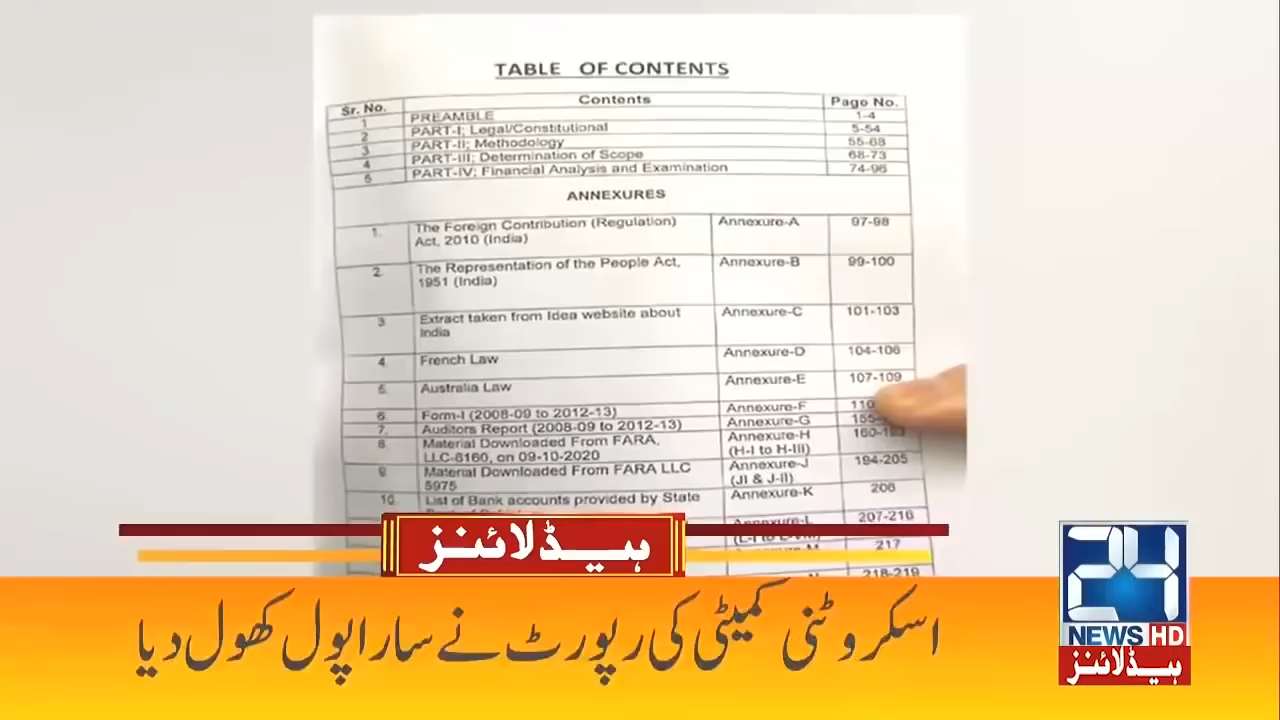 TABLE OF CONTENTS
Sr. No. Contents Page No.
1 PREAMBLE 1-4
2 PART-I; Legal/Constitutional 5-54
3 PART-II; Methodology 55-68
4 PART-III; Determination of Scope 68-73
5 PART-IV; Financial Analysis and Examination 74-96
ANNEXURES
1. The Foreign Contribution (Regulation) Act, 2010 (India) Annexure-A 97-98
2. The Representation of the People Act, 1951 (India) Annexure-B 99-100
3. Extract taken from Idea website about India Annexure-C 101-103
4. French Law Annexure-D 104-106
5. Australia Law Annexure-E 107-109
6. Form-I (2008-09 to 2012-13) Annexure-F
7. Auditors Report (2008-09 to 2012-13) Annexure-G
8. Material Downloaded From FARA, LLC-6160, on 09-10-2020 Annexure-H (H-I to H-III)
9 Material Downloaded From FARA LLC 5975 Annexure-J (JI & J-II) 194-205
10. List of Bank accounts provided by State Annexure-K 206
207-216
217
218-219
ہیڈلائنز
اسکروٹنی کمیٹی کی رپورٹ نے سارا پول کھول دیا
24
NEWS HD
ہیڈلائنز